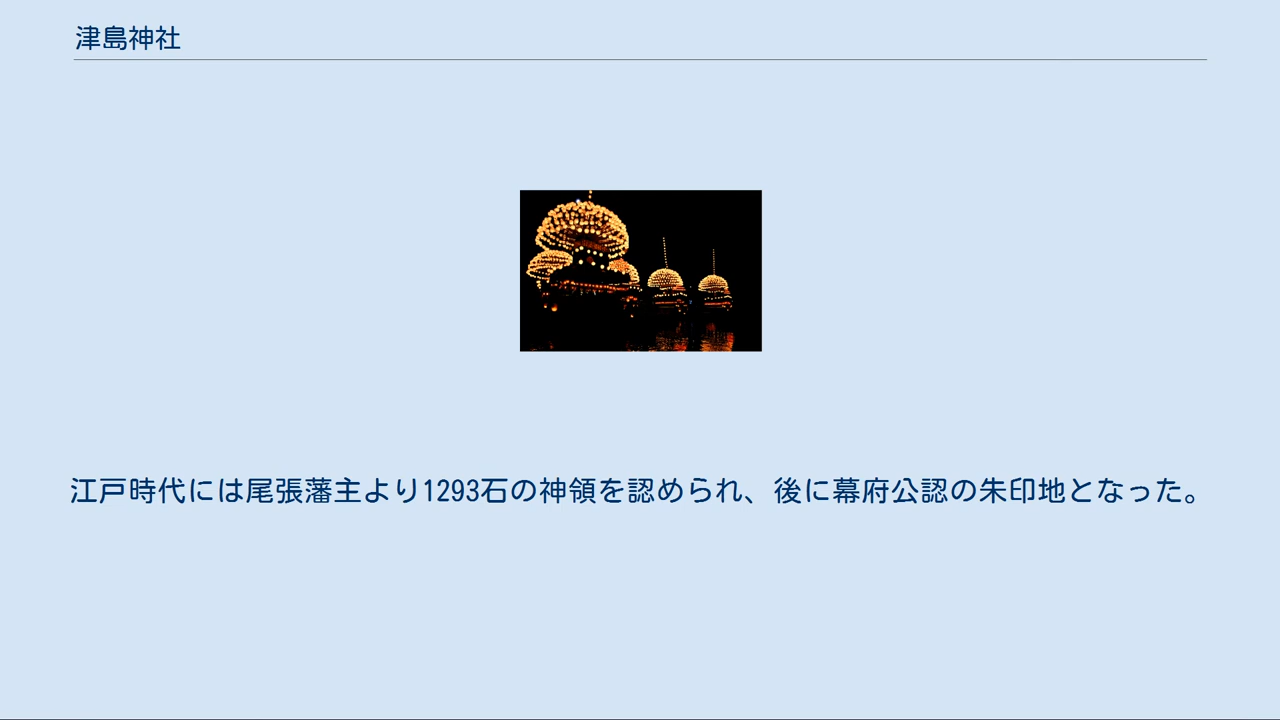 津島神社
江戸時代には尾張藩主より1293石の神領を認められ、後に幕府公認の朱印地となった。